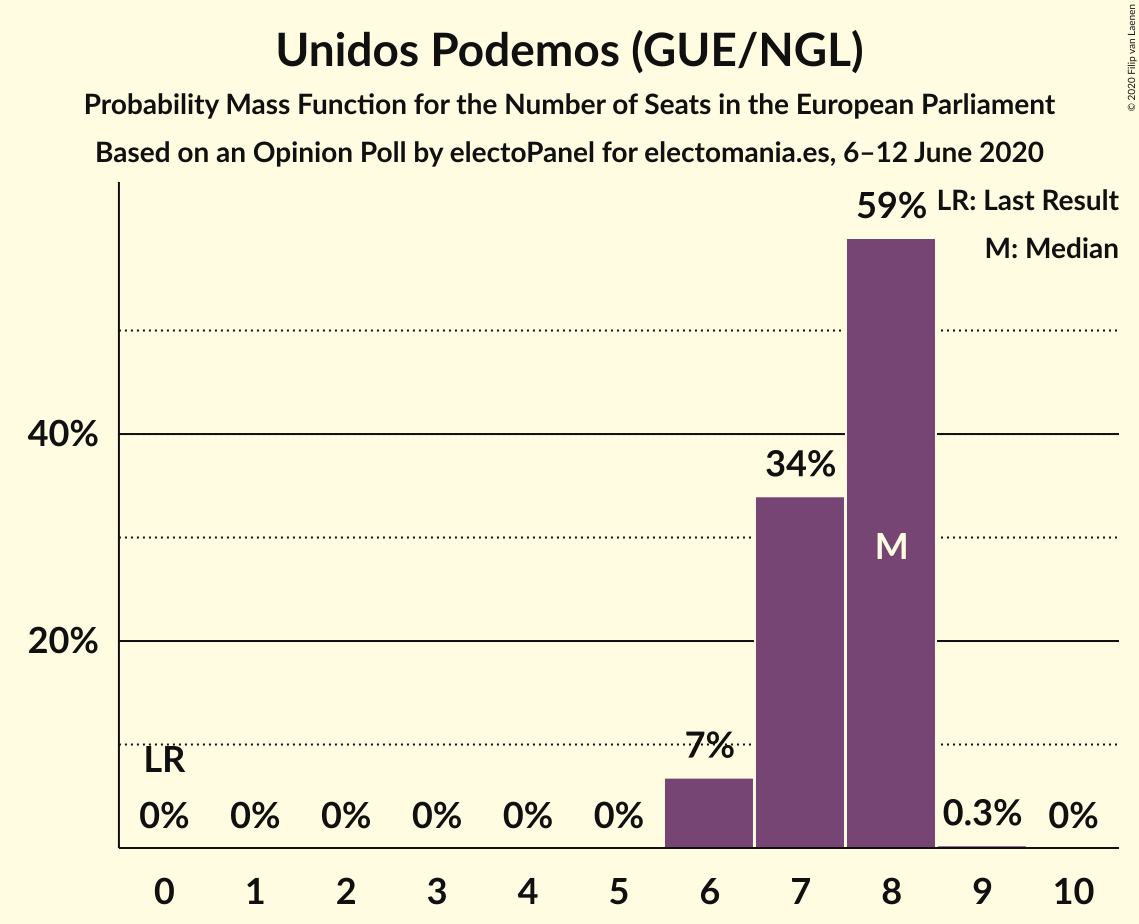 Unidos Podemos (GUE/NGL)
Probability Mass Function for the Number of Seats in the European Parliament
Based on an Opinion Poll by electoPanel for electomania.es, 6–12 June 2020
© 2020 Filip van Laenen
LR: Last Result
M: Median
59%
40%
34%
M
20%
7%
LR
0% 0% 0% 0% 0% 0% 0.3% 0%
0 1 2 3 4 5 6 7 8 9 10